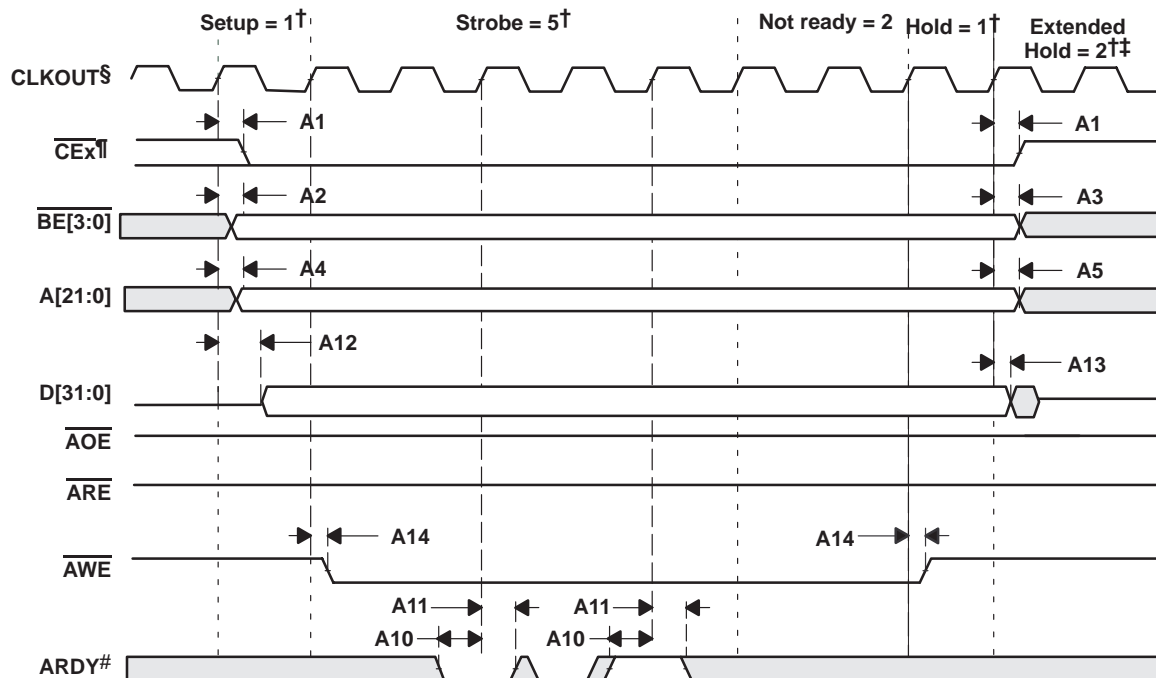 Setup = 1† Strobe = 5† Not ready = 2 Hold = 1† Extended
Hold = 2†‡
CLKOUT§
A1 A1
CEx¶
A2 A3
BE[3:0]
A4 A5
A[21:0]
A12
A13
D[31:0]
AOE
ARE
A14 A14
AWE
A11 A11
A10 A10
ARDY#